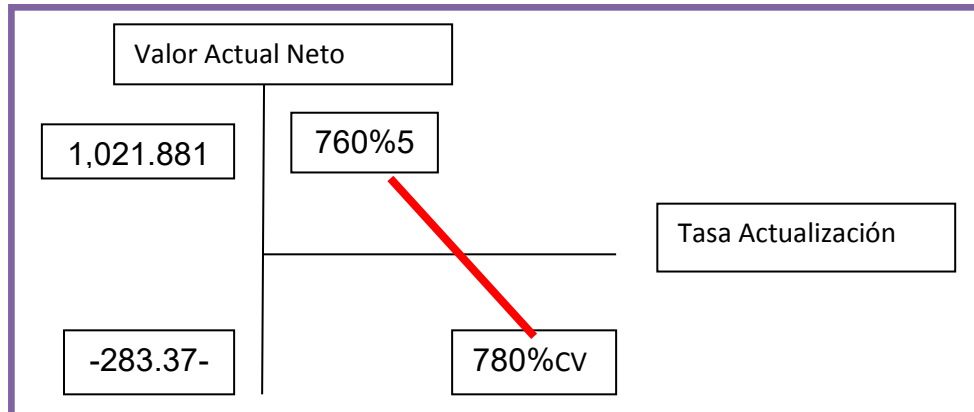 Valor Actual Neto
1,021.881
760%5
Tasa Actualización
-283.37-
780%CV